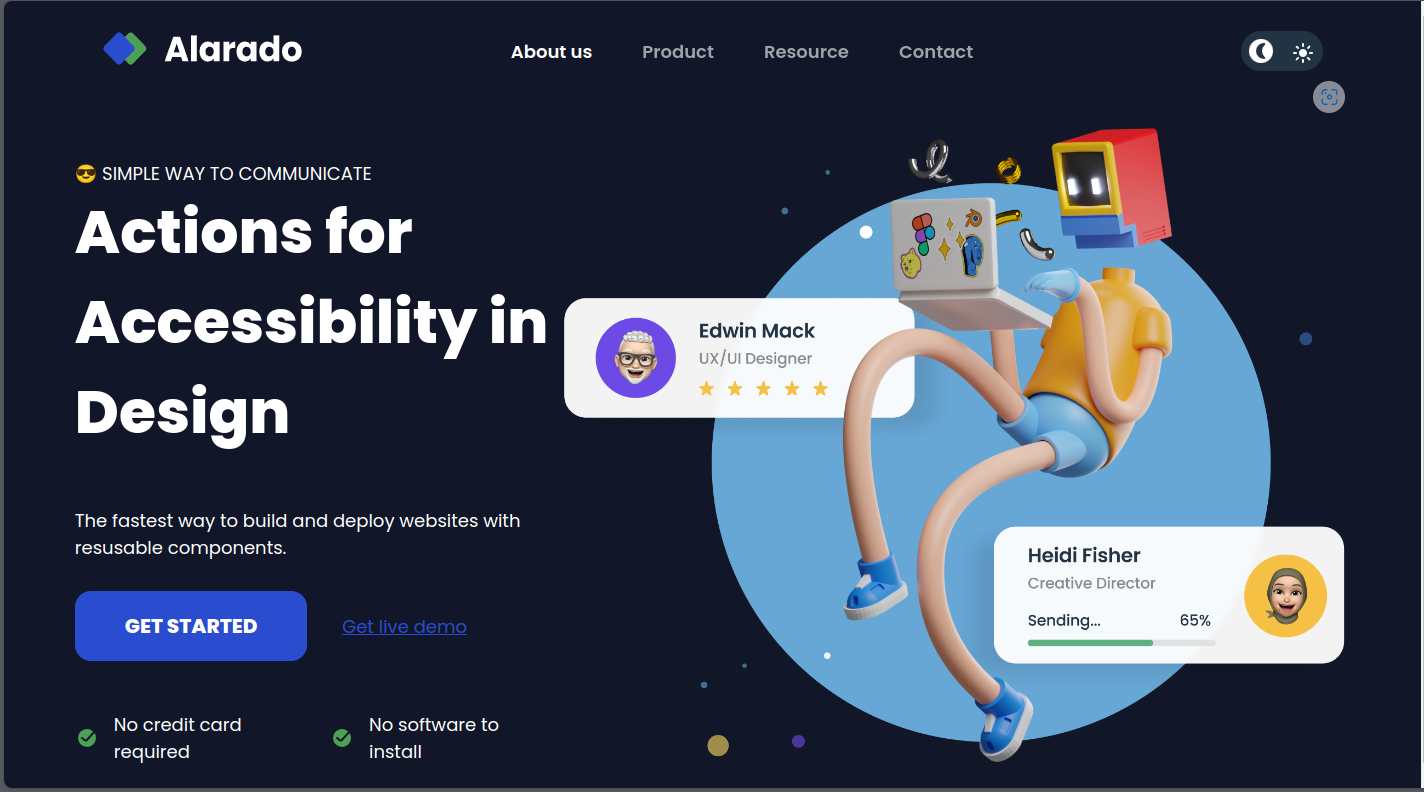 Alarado
About us
Product
Resource
Contact
😎 SIMPLE WAY TO COMMUNICATE
Actions for
Accessibility in
Design
Edwin Mack
UX/UI Designer
The fastest way to build and deploy websites with
resusable components.
GET STARTED
Get live demo
Heidi Fisher
Creative Director
Sending...
65%
No credit card
required
No software to
install